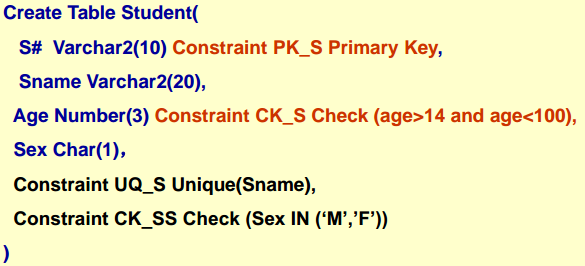 Create Table Student(
S# Varchar2(10) Constraint PK_S Primary Key,
Sname Varchar2(20),
Age Number(3) Constraint CK_S Check (age>14 and age<100),
Sex Char(1)，
Constraint UQ_S Unique(Sname),
Constraint CK_SS Check (Sex IN (‘M’,’F’))
)